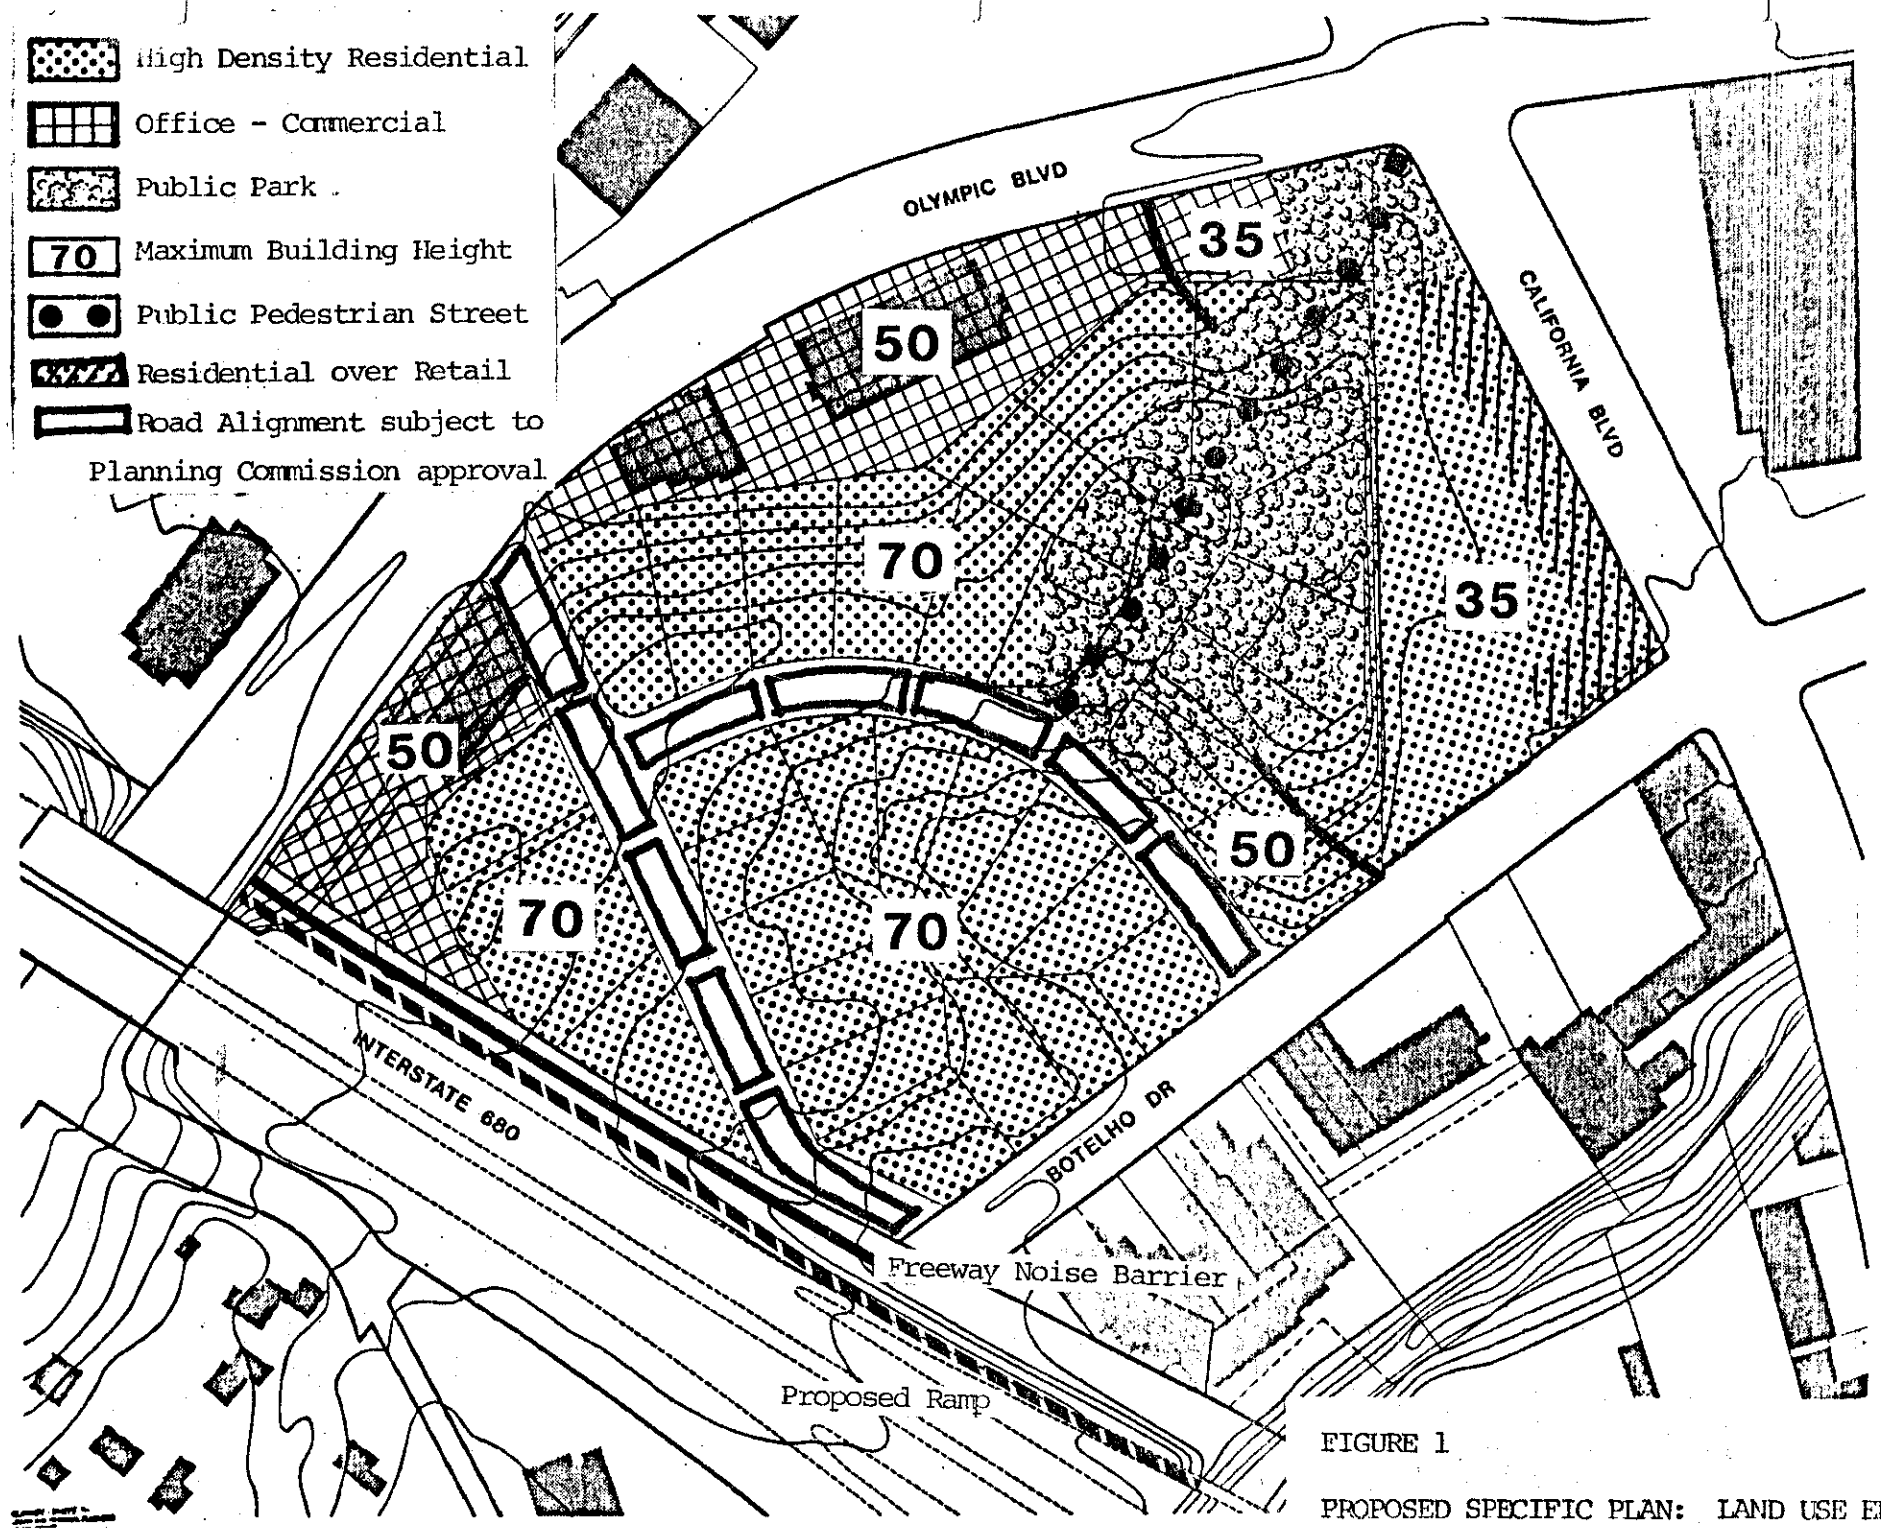 High Density Residential
Office - Commercial
Public Park
70 Maximum Building Height
Public Pedestrian Street
Residential over Retail
Road Alignment subject to
Planning Commission approval
OLYMPIC BLVD
CALIFORNIA BLVD
35
50
70
35
50
50
70
70
INTERSTATE 680
BOTELHO DR
Freeway Noise Barrier
Proposed Ramp
FIGURE 1
PROPOSED SPECIFIC PLAN: LAND USE